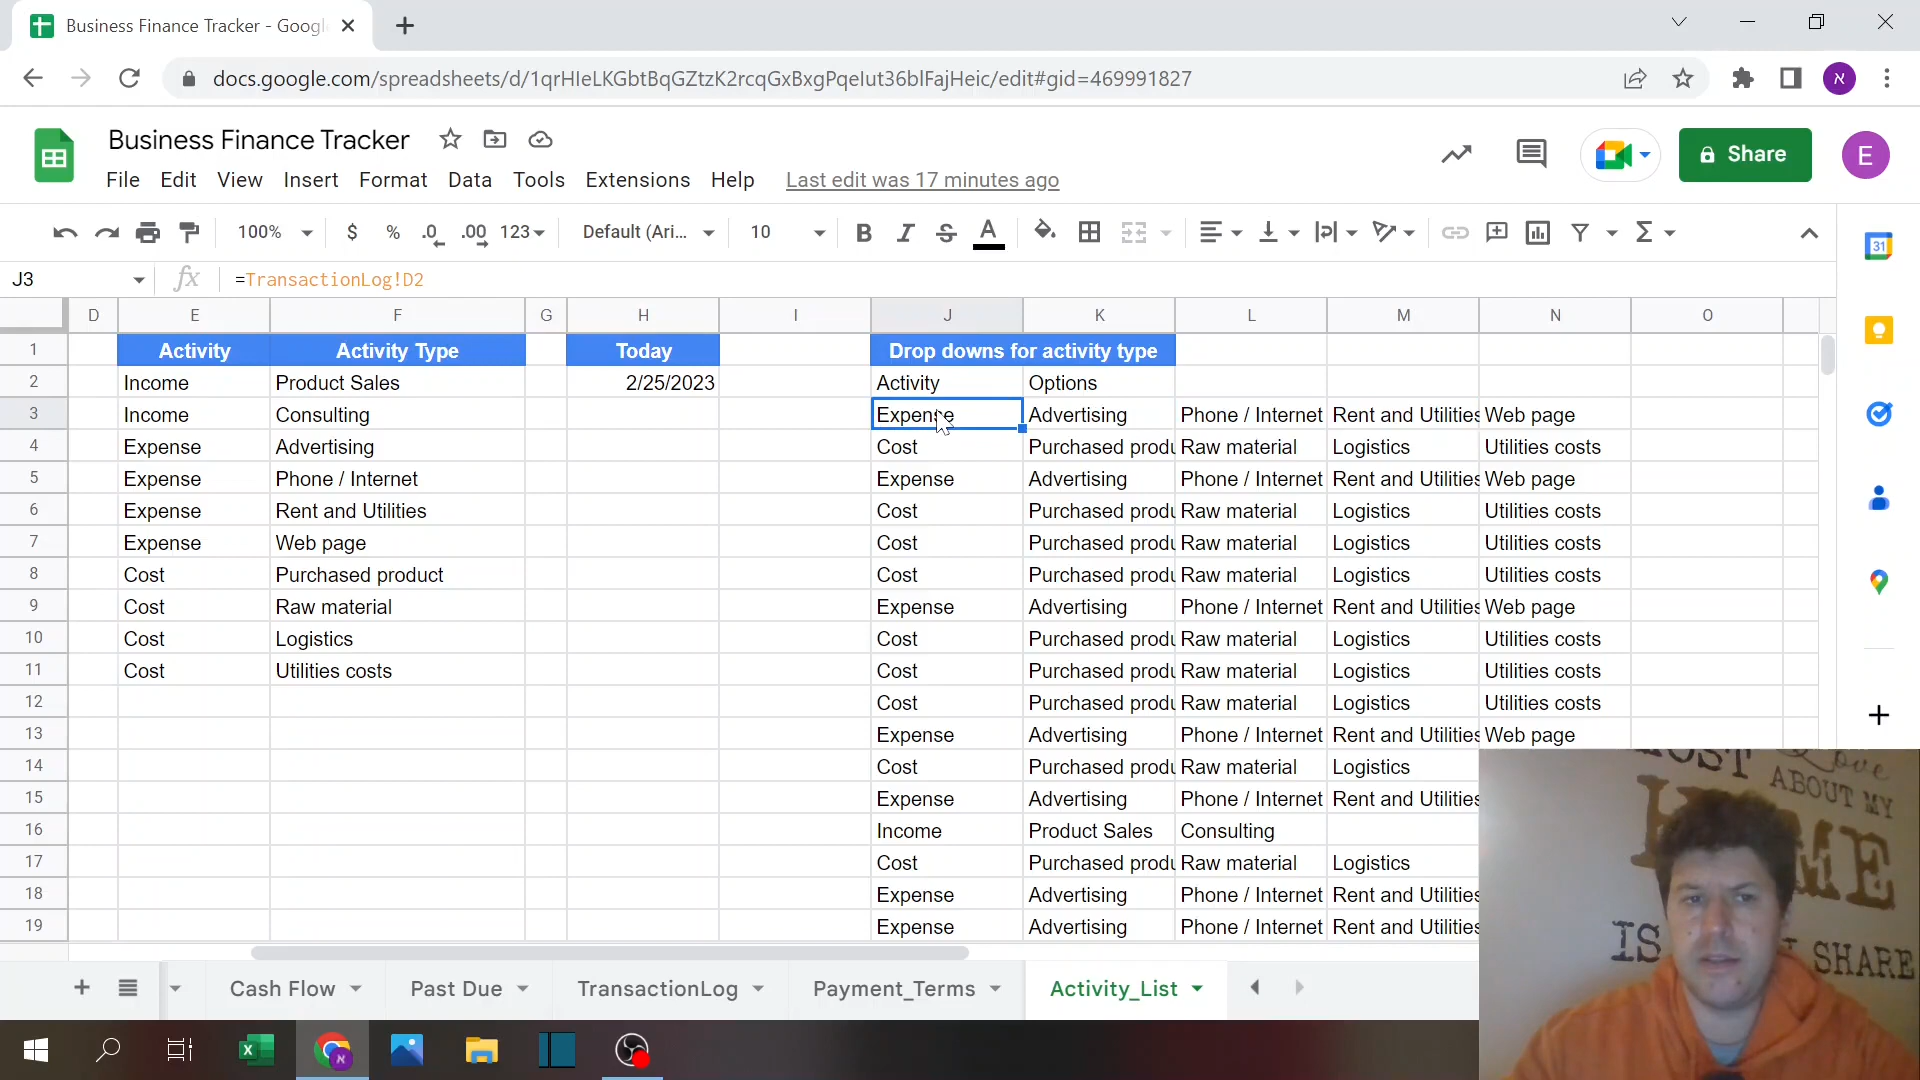 Business Finance Tracker - Googl
docs.google.com/spreadsheets/d/1qrHIeLKGbtBqGZtzK2rcqGxBxgPqeIut36blFajHeic/edit#gid=469991827
א
Business Finance Tracker
Share
E
File Edit View Insert Format Data Tools Extensions Help Last edit was 17 minutes ago
100% $ % .0 .00 123 Default (Ari... 10 B I S A Σ
31
J3 fx =TransactionLog!D2
D E F G H I J K L M N O
1 Activity Activity Type Today Drop downs for activity type
2 Income Product Sales 2/25/2023 Activity Options
3 Income Consulting Expense Advertising Phone / Internet Rent and Utilities Web page
4 Expense Advertising Cost Purchased produ Raw material Logistics Utilities costs
5 Expense Phone / Internet Expense Advertising Phone / Internet Rent and Utilities Web page
6 Expense Rent and Utilities Cost Purchased produ Raw material Logistics Utilities costs
7 Expense Web page Cost Purchased produ Raw material Logistics Utilities costs
8 Cost Purchased product Cost Purchased produ Raw material Logistics Utilities costs
9 Cost Raw material Expense Advertising Phone / Internet Rent and Utilities Web page
10 Cost Logistics Cost Purchased produ Raw material Logistics Utilities costs
11 Cost Utilities costs Cost Purchased produ Raw material Logistics Utilities costs
12 Cost Purchased produ Raw material Logistics Utilities costs
13 Expense Advertising Phone / Internet Rent and Utilities Web page
14 Cost Purchased produ Raw material Logistics
15 Expense Advertising Phone / Internet Rent and Utilities
16 Income Product Sales Consulting
17 Cost Purchased produ Raw material Logistics
18 Expense Advertising Phone / Internet Rent and Utilities
19 Expense Advertising Phone / Internet Rent and Utilities
Love
ABOUT MY
IS
SHARE
Cash Flow Past Due TransactionLog Payment_Terms Activity_List